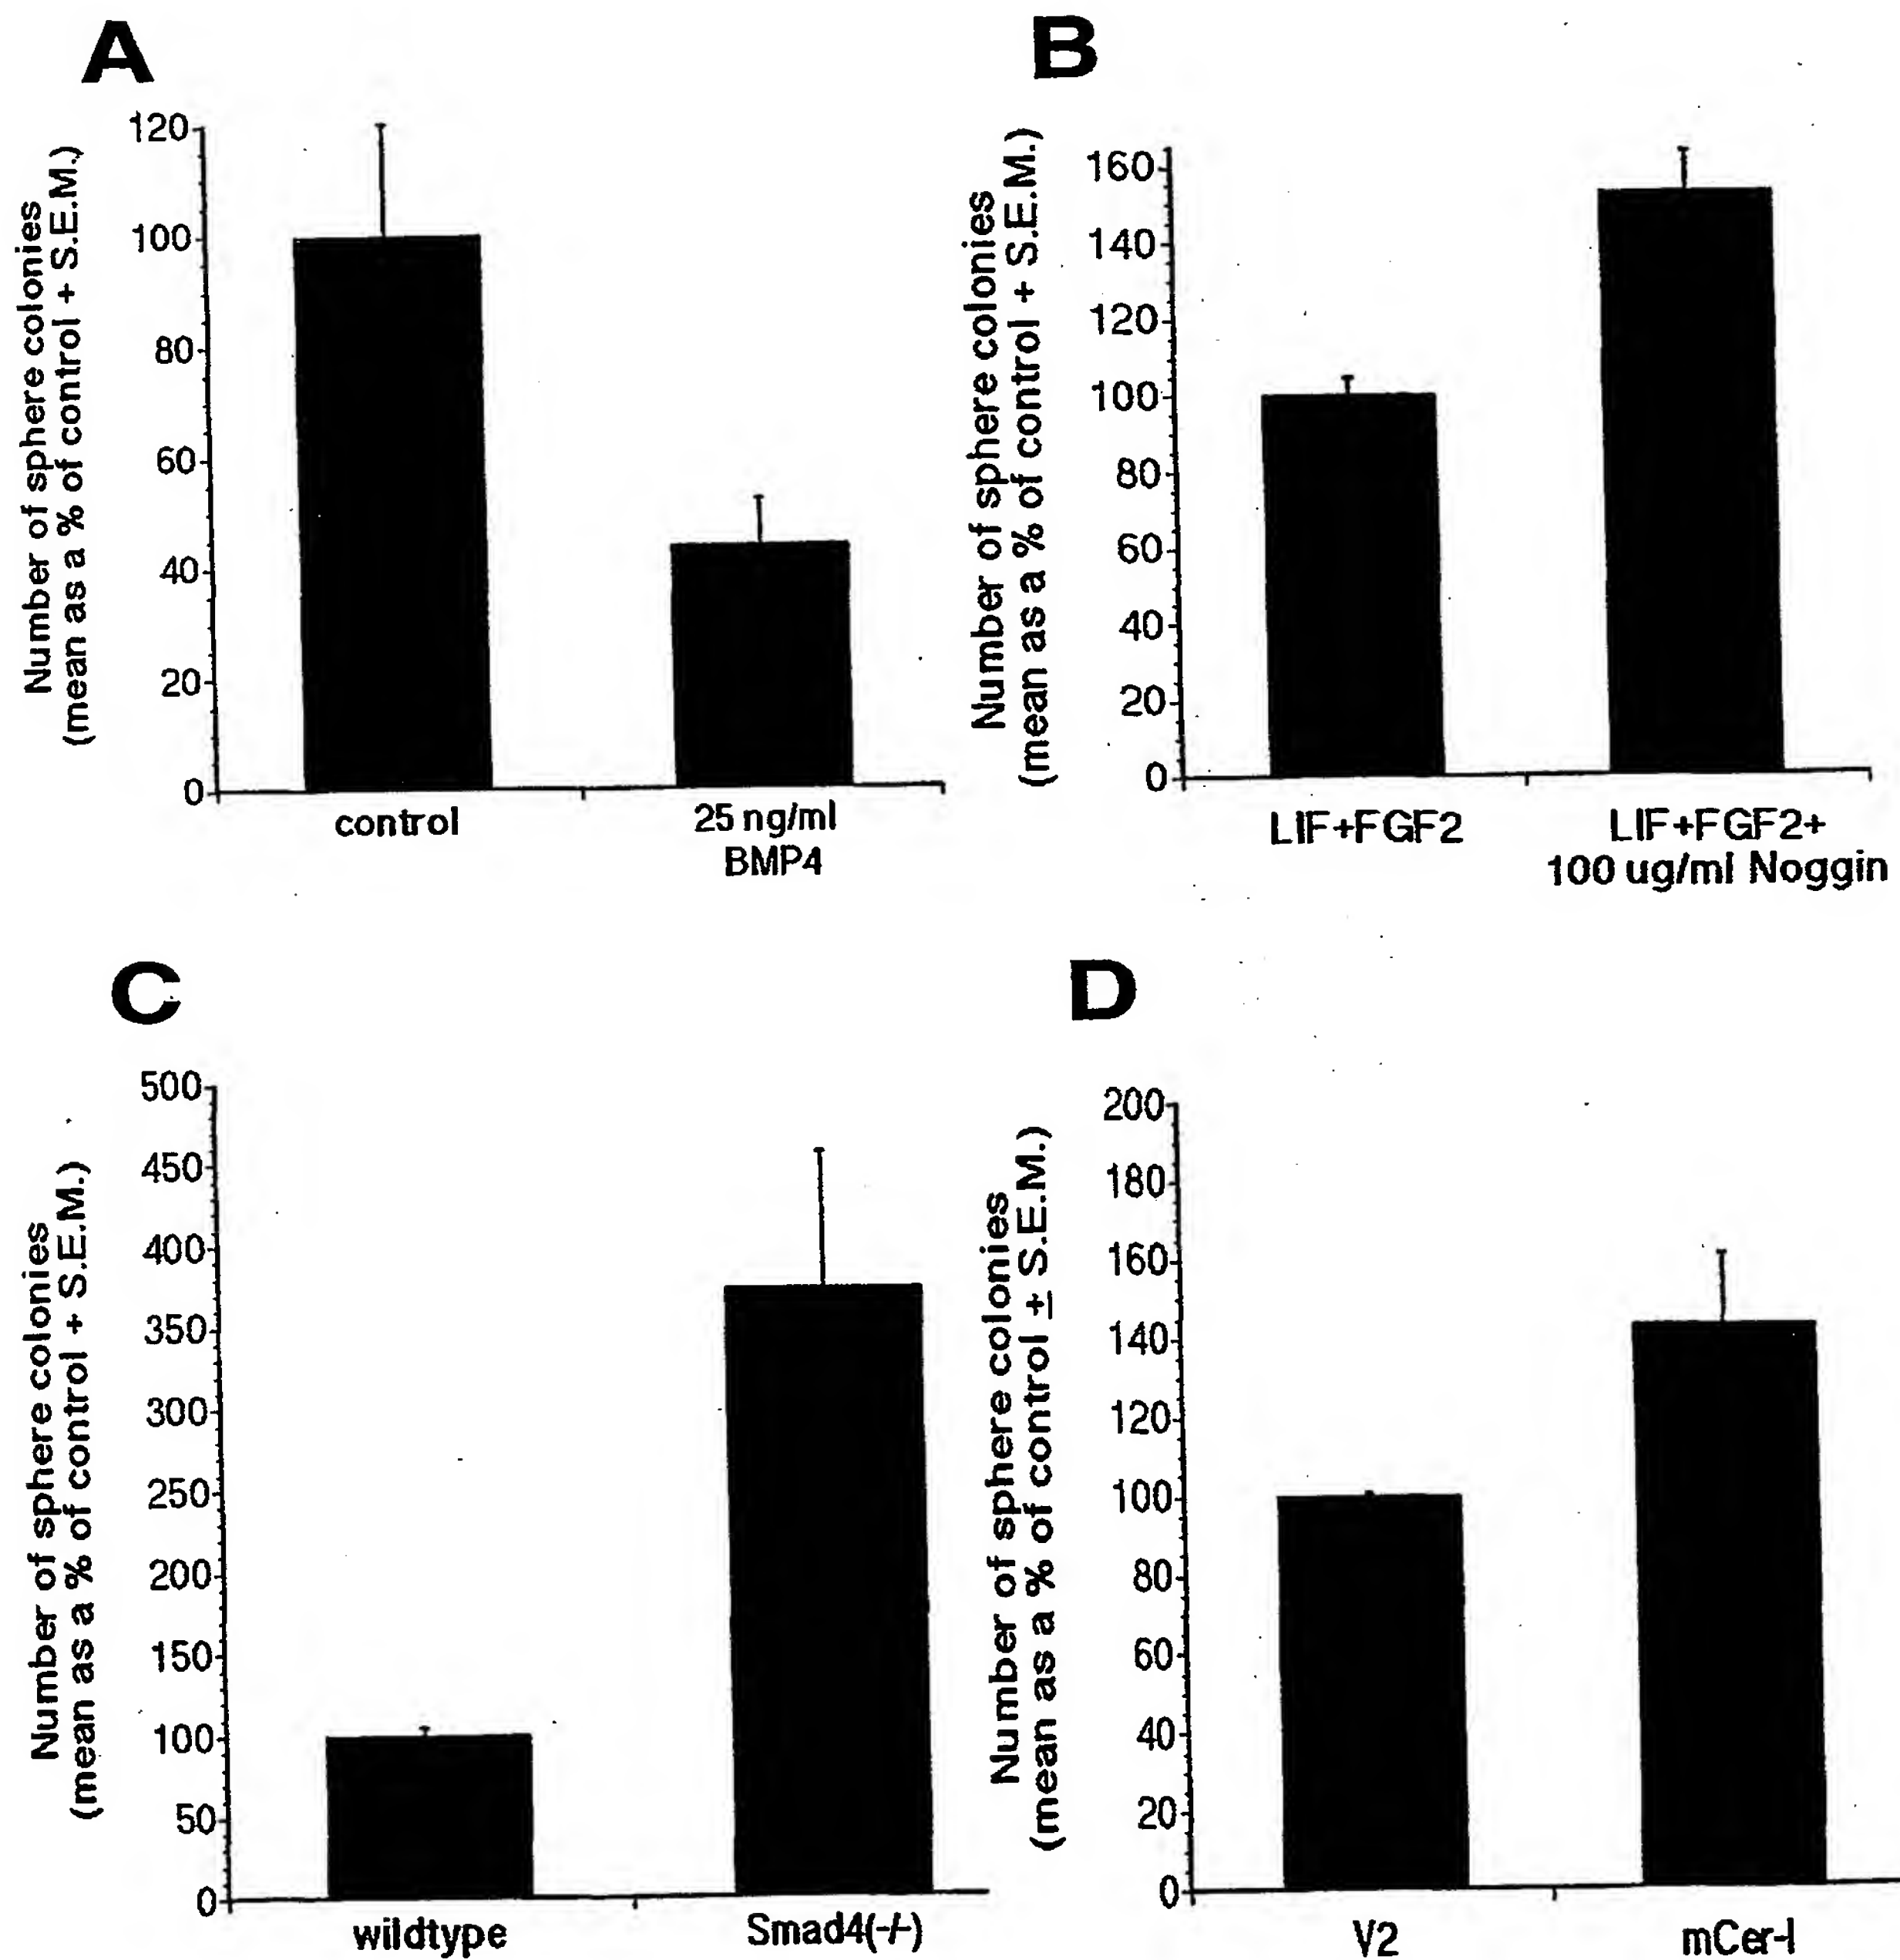 A
Number of sphere colonies
(mean as a % of control + S.E.M.)
120
100
80
60
40
20
0
control
25 ng/ml
BMP4
B
Number of sphere colonies
(mean as a % of control + S.E.M.)
160
140
120
100
80
60
40
20
0
LIF+FGF2
LIF+FGF2+
100 ug/ml Noggin
C
Number of sphere colonies
(mean as a % of control + S.E.M.)
500
450
400
350
300
250
200
150
100
50
0
wildtype
Smad4(-/-)
D
Number of sphere colonies
(mean as a % of control ± S.E.M.)
200
180
160
140
120
100
80
60
40
20
0
V2
mCer-I